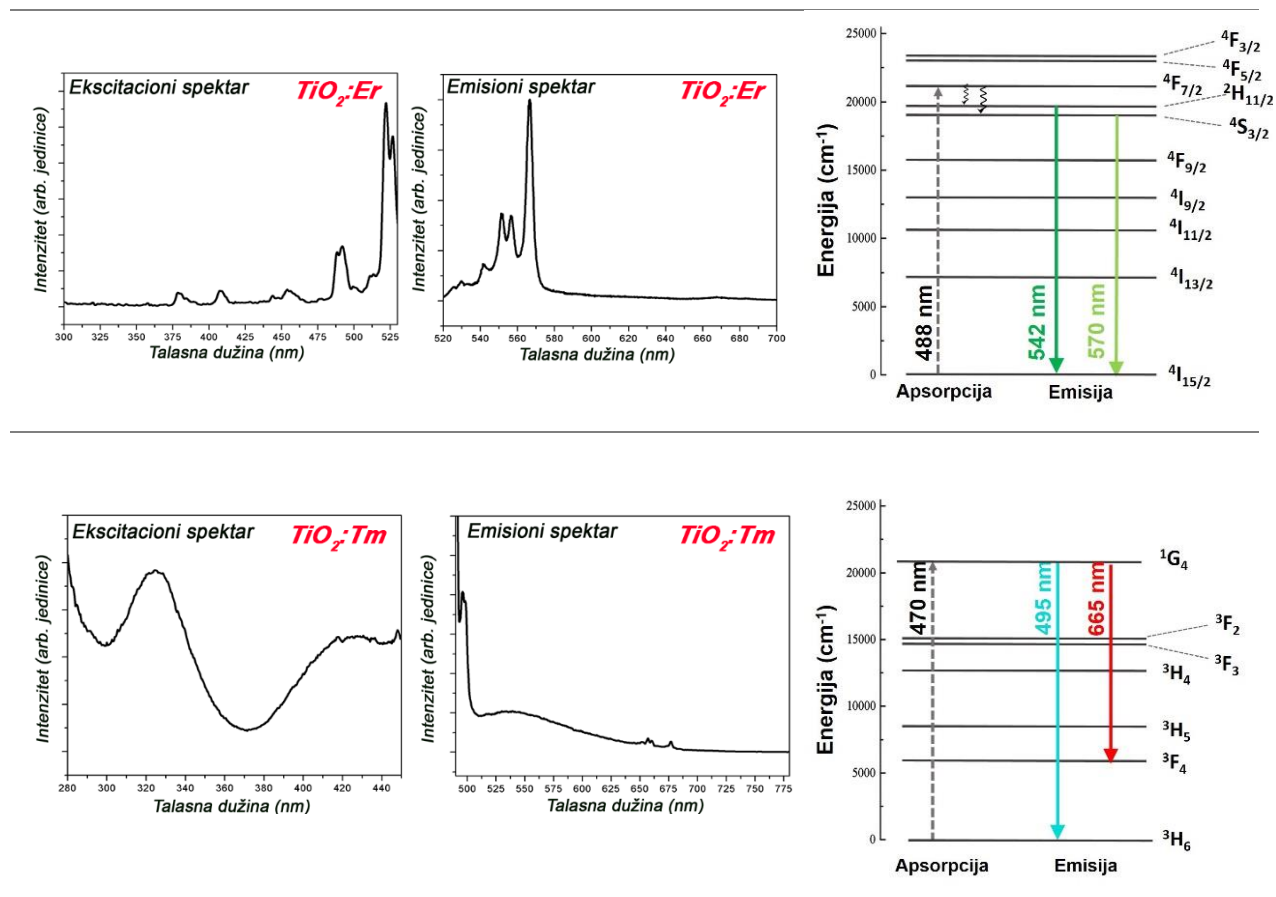 Ekscitacioni spektar
TiO2:Er
Intenzitet (arb. jedinice)
300 325 350 375 400 425 450 475 500 525
Talasna dužina (nm)
Emisioni spektar
TiO2:Er
Intenzitet (arb. jedinice)
520 540 560 580 600 620 640 660 680 700
Talasna dužina (nm)
25000
20000
15000
10000
5000
0
Energija (cm-1)
4F3/2
4F5/2
4F7/2
2H11/2
4S3/2
4F9/2
4I9/2
4I11/2
4I13/2
4I15/2
488 nm
542 nm
570 nm
Apsorpcija
Emisija
Ekscitacioni spektar
TiO2:Tm
Intenzitet (arb. jedinice)
280 300 320 340 360 380 400 420 440
Talasna dužina (nm)
Emisioni spektar
TiO2:Tm
Intenzitet (arb. jedinice)
500 525 550 575 600 625 650 675 700 725 750 775
Talasna dužina (nm)
25000
20000
15000
10000
5000
0
Energija (cm-1)
1G4
3F2
3F3
3H4
3H5
3F4
3H6
470 nm
495 nm
665 nm
Apsorpcija
Emisija